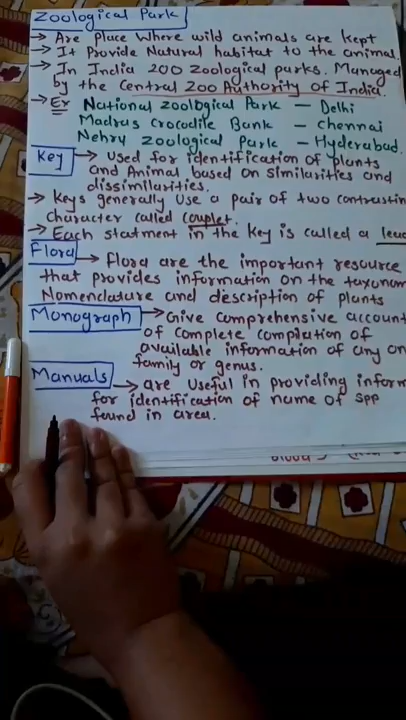 Zoological Park
→ Are Place Where wild animals are kept
→ It Provide Natural habitat to the animal.
→ In India 200 Zoological parks. Managed
by the Central Zoo Authority of India.
→ Ex National Zoological Park — Delhi
Madras Crocodile Bank — Chennai
Nehry Zoological Park — Hyderabad.
Key → Used for identification of plants
and Animal based on similarities and
dissimilarities.
→ Keys generally Use a pair of two contrastin
character called Couplet.
→ Each statment in the Key is called a lead
Flora → Flora are the important resource
that provides information on the taxonom
Nomenclature and description of plants
Monograph → Give comprehensive account
of complete compilation of
available information of any on
family or genus.
Manuals → are Useful in providing inform
for identification of name of spp
found in area.